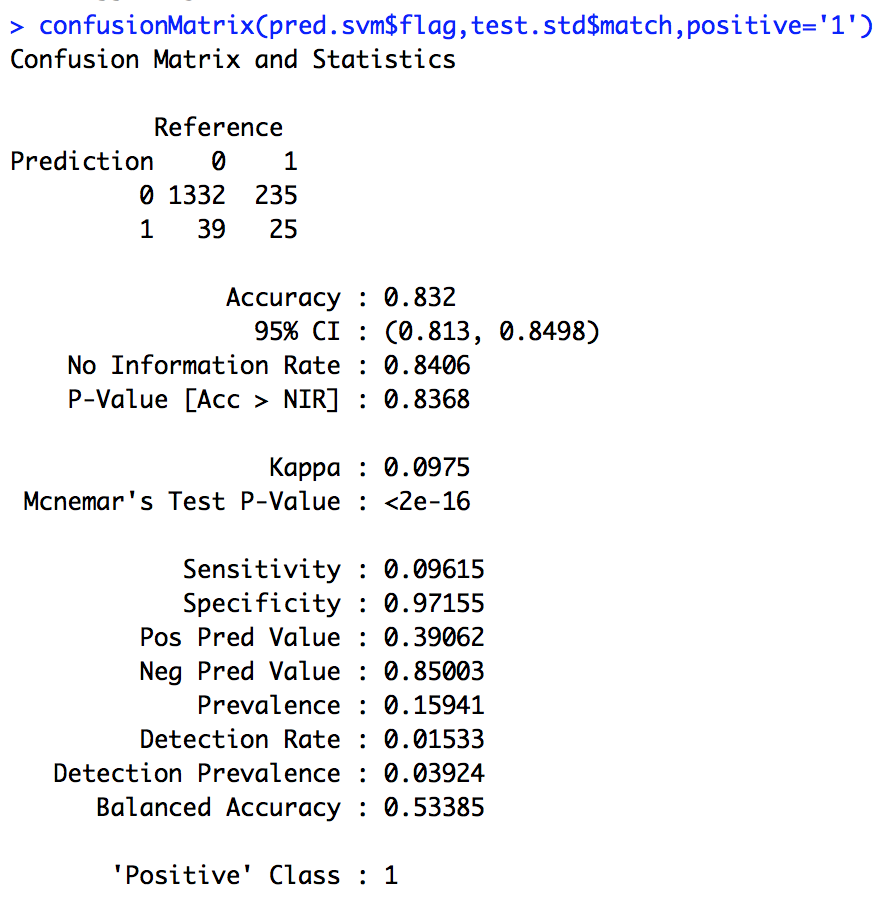 > confusionMatrix(pred.svm$flag,test.std$match,positive='1')
Confusion Matrix and Statistics
Reference
Prediction 0 1
0 1332 235
1 39 25
Accuracy : 0.832
95% CI : (0.813, 0.8498)
No Information Rate : 0.8406
P-Value [Acc > NIR] : 0.8368
Kappa : 0.0975
Mcnemar's Test P-Value : <2e-16
Sensitivity : 0.09615
Specificity : 0.97155
Pos Pred Value : 0.39062
Neg Pred Value : 0.85003
Prevalence : 0.15941
Detection Rate : 0.01533
Detection Prevalence : 0.03924
Balanced Accuracy : 0.53385
'Positive' Class : 1